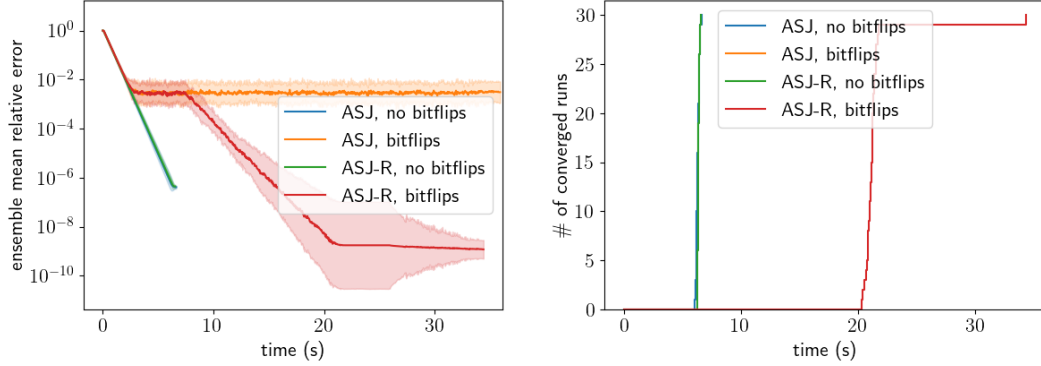 ensemble mean relative error
10^0
10^-2
10^-4
10^-6
10^-8
10^-10
ASJ, no bitflips
ASJ, bitflips
ASJ-R, no bitflips
ASJ-R, bitflips
0 10 20 30
time (s)
# of converged runs
30
25
20
15
10
5
0
ASJ, no bitflips
ASJ, bitflips
ASJ-R, no bitflips
ASJ-R, bitflips
0 10 20 30
time (s)